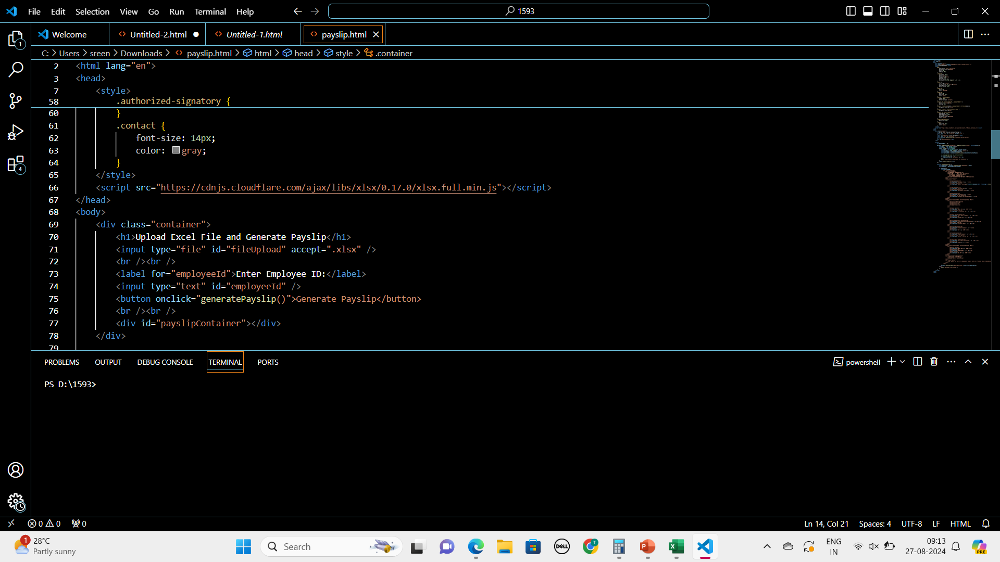 File Edit Selection View Go Run Terminal Help
1593
Welcome
Untitled-2.html
Untitled-1.html
payslip.html
C: > Users > sreen > Downloads > payslip.html > html > head > style > .container
2 <html lang="en">
3 <head>
7 <style>
58 .authorized-signatory {
60 }
61 .contact {
62 font-size: 14px;
63 color: gray;
64 }
65 </style>
66 <script src="https://cdnjs.cloudflare.com/ajax/libs/xlsx/0.17.0/xlsx.full.min.js"></script>
67 </head>
68 <body>
69 <div class="container">
70 <h1>Upload Excel File and Generate Payslip</h1>
71 <input type="file" id="fileUpload" accept=".xlsx" />
72 <br /><br />
73 <label for="employeeId">Enter Employee ID:</label>
74 <input type="text" id="employeeId" />
75 <button onclick="generatePayslip()">Generate Payslip</button>
76 <br /><br />
77 <div id="payslipContainer"></div>
78 </div>
79
1
4
PROBLEMS OUTPUT DEBUG CONSOLE TERMINAL PORTS
powershell
PS D:\1593>
0 0 0
Ln 14, Col 21 Spaces: 4 UTF-8 LF HTML
1
28°C
Partly sunny
Search
DELL
T
P
X
ENG
IN
09:13
27-08-2024
PRE